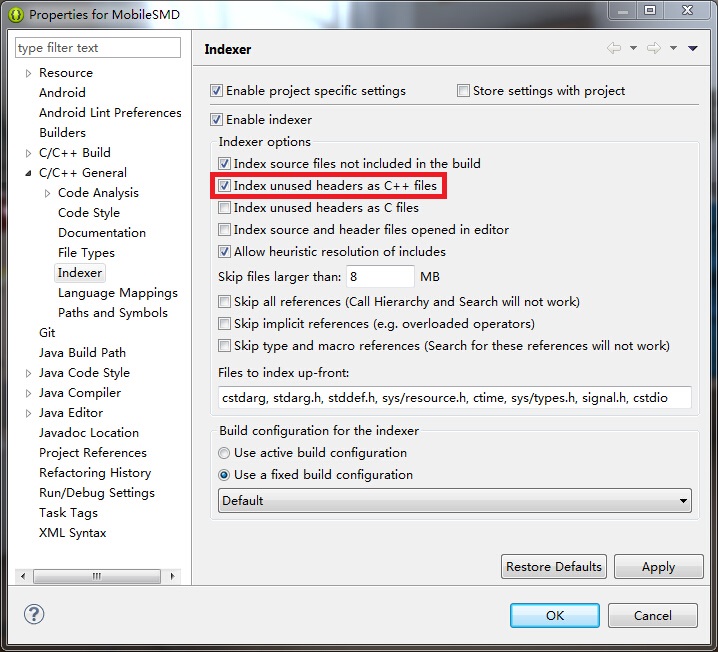 Properties for MobileSMD
type filter text
Resource
Android
Android Lint Preferences
Builders
C/C++ Build
C/C++ General
Code Analysis
Code Style
Documentation
File Types
Indexer
Language Mappings
Paths and Symbols
Git
Java Build Path
Java Code Style
Java Compiler
Java Editor
Javadoc Location
Project References
Refactoring History
Run/Debug Settings
Task Tags
XML Syntax
Indexer
Enable project specific settings
Store settings with project
Enable indexer
Indexer options
Index source files not included in the build
Index unused headers as C++ files
Index unused headers as C files
Index source and header files opened in editor
Allow heuristic resolution of includes
Skip files larger than: 8 MB
Skip all references (Call Hierarchy and Search will not work)
Skip implicit references (e.g. overloaded operators)
Skip type and macro references (Search for these references will not work)
Files to index up-front:
cstdarg, stdarg.h, stddef.h, sys/resource.h, ctime, sys/types.h, signal.h, cstdio
Build configuration for the indexer
Use active build configuration
Use a fixed build configuration
Default
Restore Defaults
Apply
?
OK
Cancel